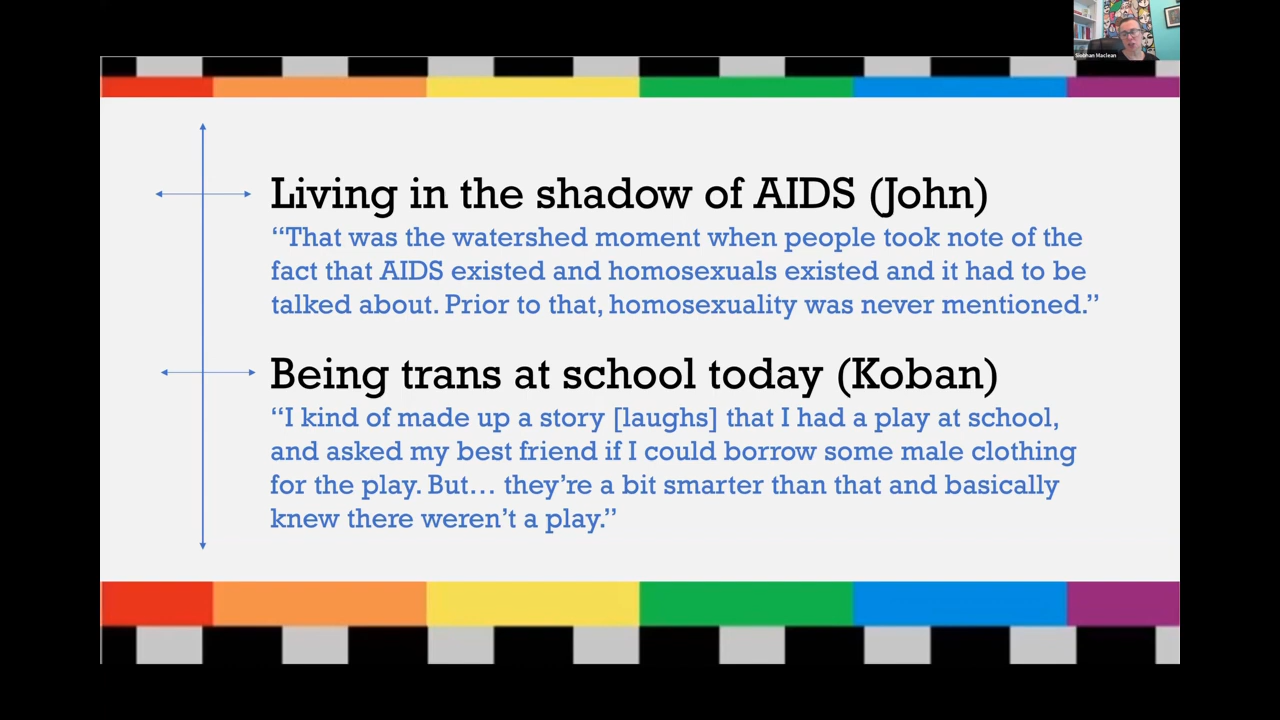 Siobhan Maclean
Living in the shadow of AIDS (John)
“That was the watershed moment when people took note of the
fact that AIDS existed and homosexuals existed and it had to be
talked about. Prior to that, homosexuality was never mentioned.”
Being trans at school today (Koban)
“I kind of made up a story [laughs] that I had a play at school,
and asked my best friend if I could borrow some male clothing
for the play. But… they’re a bit smarter than that and basically
knew there weren’t a play.”